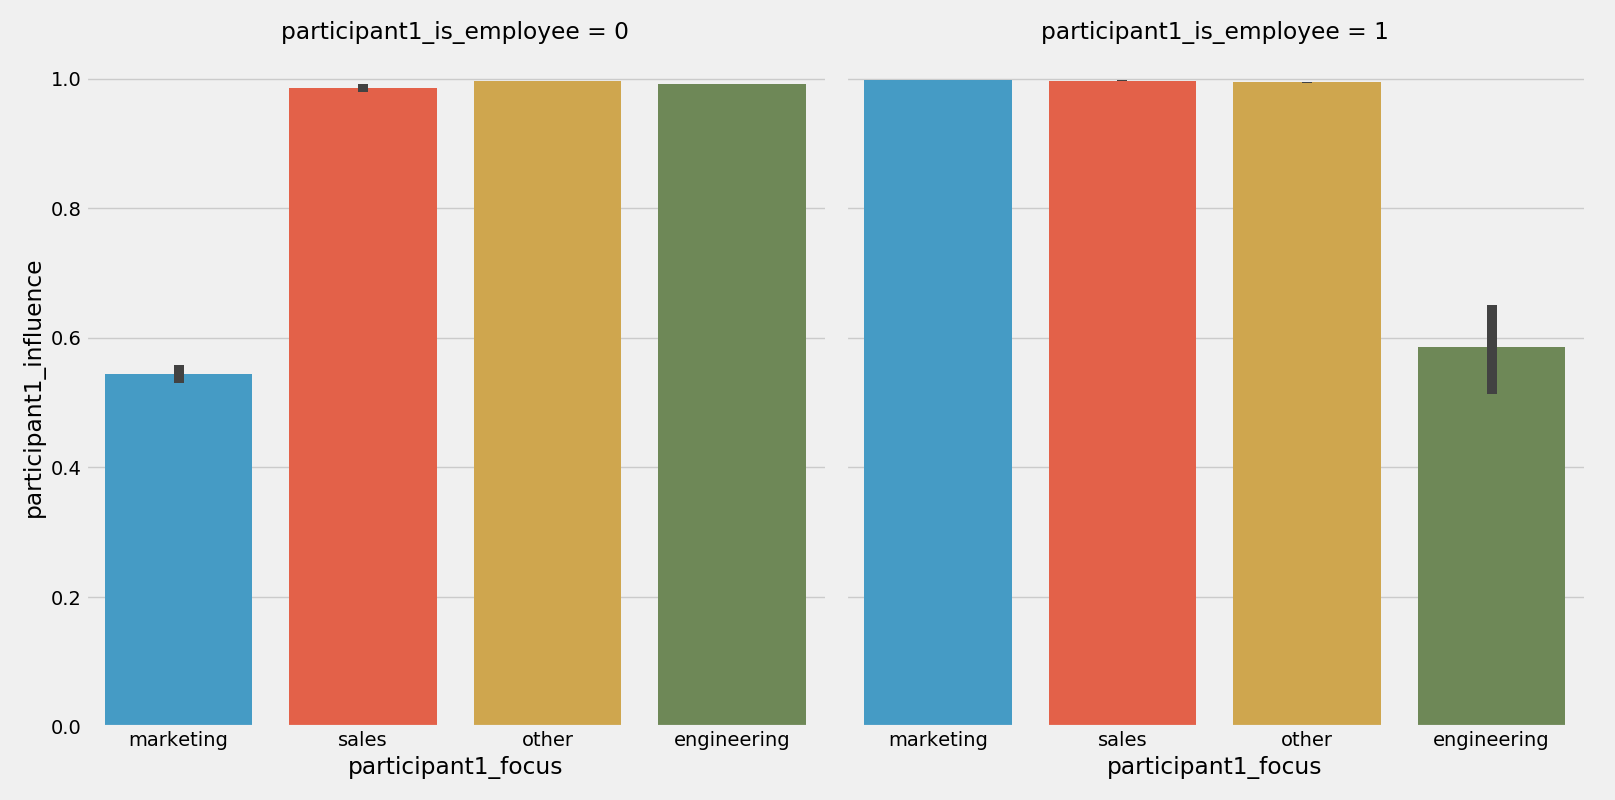 participant1_is_employee = 0
participant1_is_employee = 1
participant1_influence
1.0
0.8
0.6
0.4
0.2
0.0
marketing sales other engineering
marketing sales other engineering
participant1_focus
participant1_focus